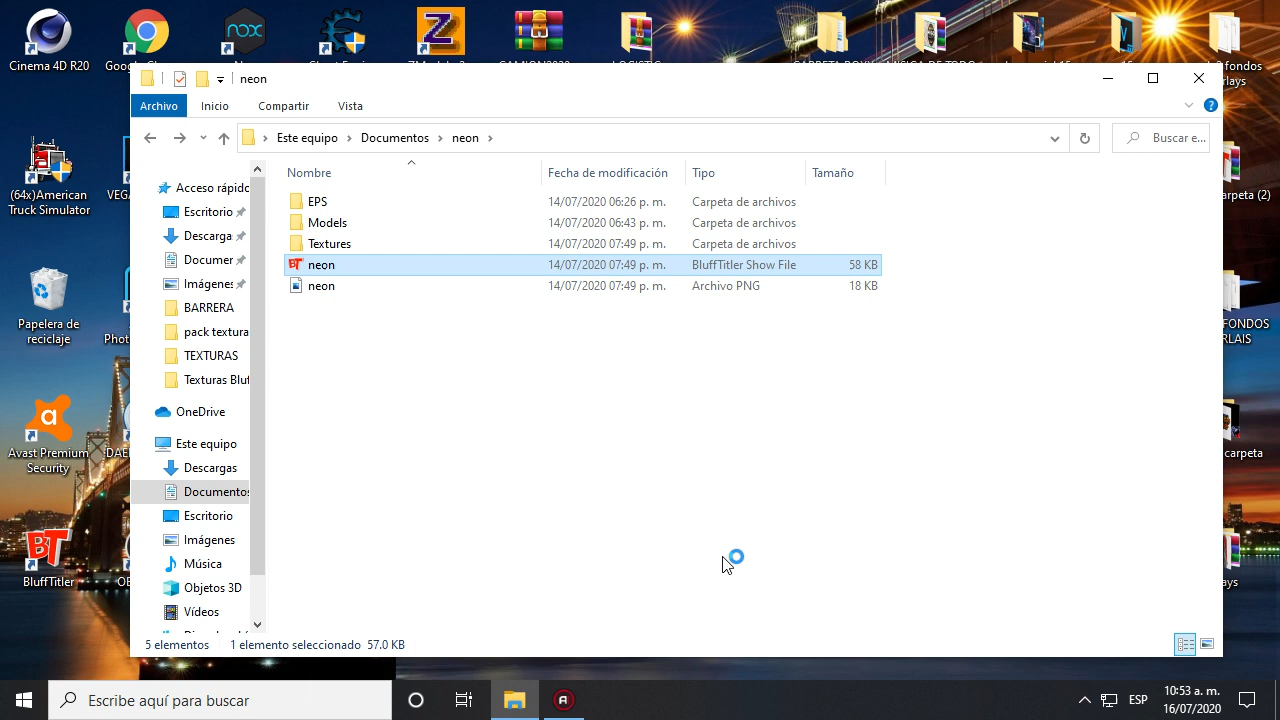 Cinema 4D R20
(64x)American
Truck Simulator
Papelera de
reciclaje
Avast Premium
Security
BT
BluffTitler
nox
Z
neon
Archivo
Inicio
Compartir
Vista
?
Este equipo
Documentos
neon
Buscar e...
Nombre
Fecha de modificación
Tipo
Tamaño
EPS 14/07/2020 06:26 p. m. Carpeta de archivos
Models 14/07/2020 06:43 p. m. Carpeta de archivos
Textures 14/07/2020 07:49 p. m. Carpeta de archivos
BT neon 14/07/2020 07:49 p. m. BluffTitler Show File 58 KB
neon 14/07/2020 07:49 p. m. Archivo PNG 18 KB
Acceso rápido
Escritorio
Descarga
Documer
BARRERA
pack textura
TEXTURAS
Texturas Bluf
OneDrive
Este equipo
Descargas
Documentos
Escritorio
Imágenes
Música
Objetos 3D
Vídeos
5 elementos
1 elemento seleccionado 57.0 KB
arpeta (2)
FONDOS
RLAIS
carpeta
Escribe aquí para buscar
ESP
10:53 a. m.
16/07/2020